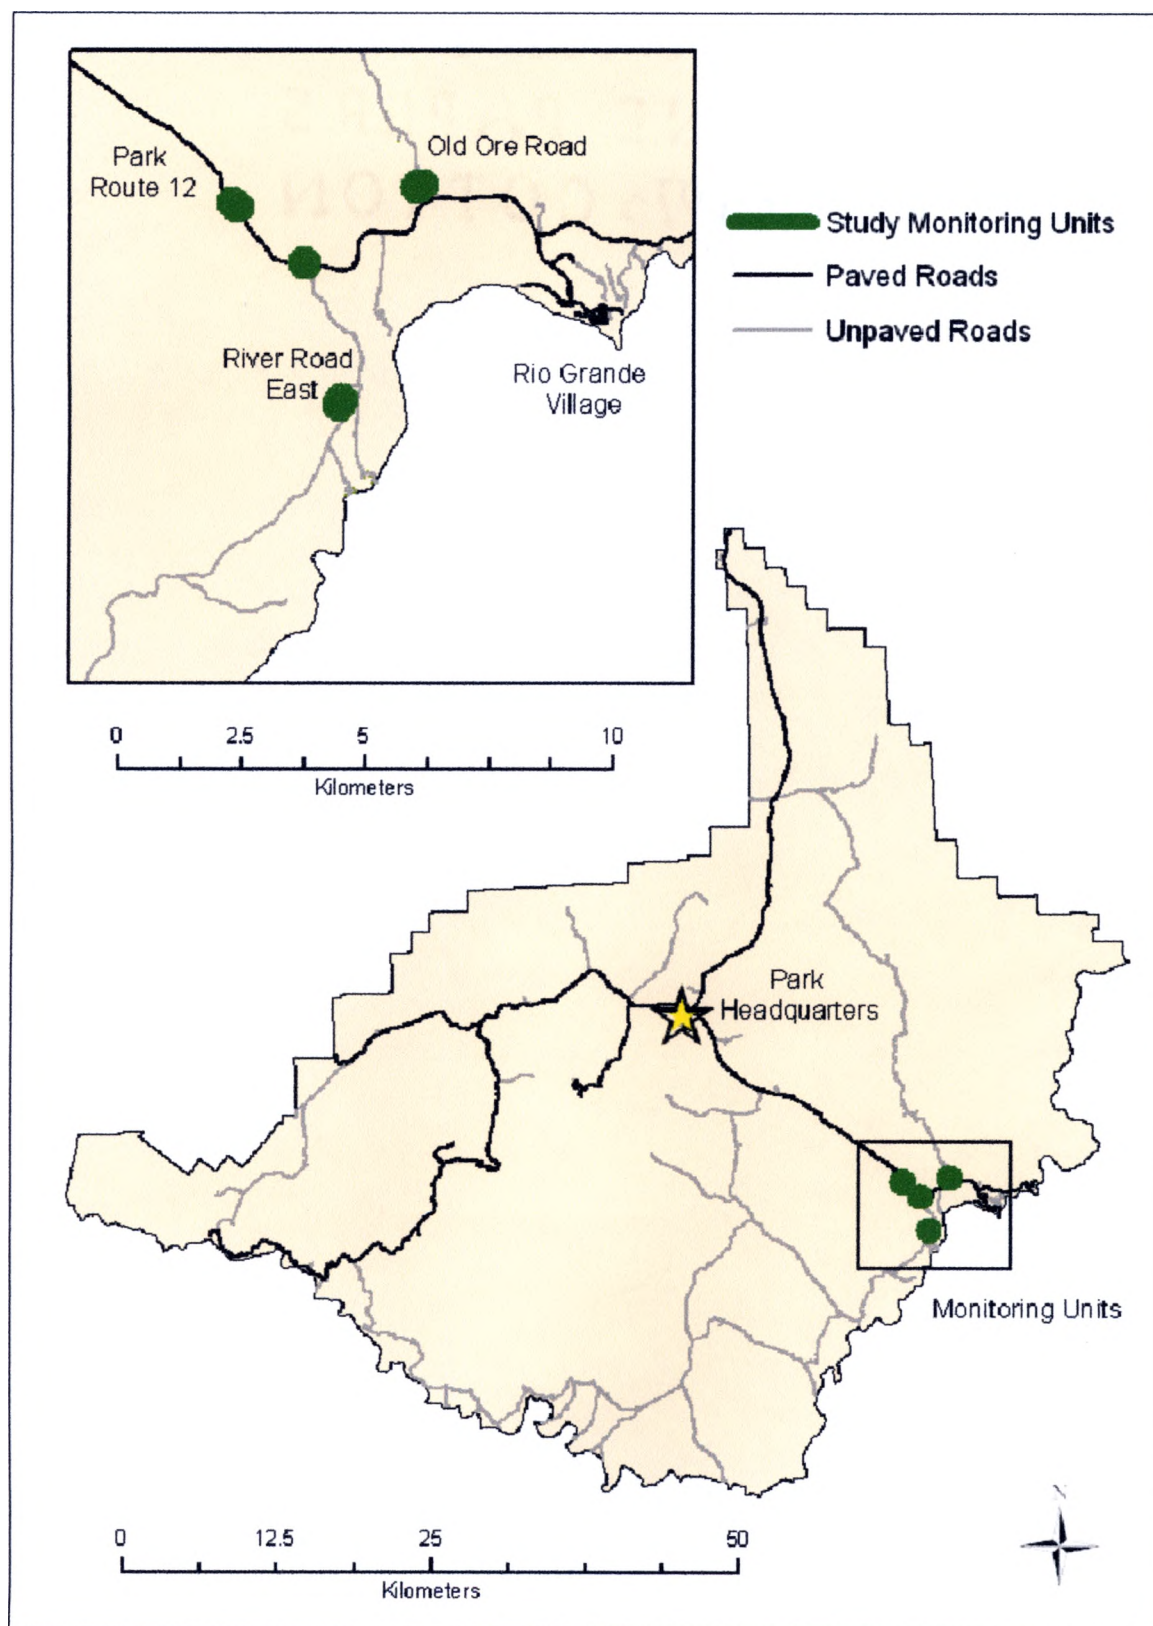 Old Ore Road
Park
Route 12
River Road
East
Rio Grande
Village
Study Monitoring Units
Paved Roads
Unpaved Roads
0 2.5 5 10
Kilometers
Park
Headquarters
Monitoring Units
N
0 12.5 25 50
Kilometers